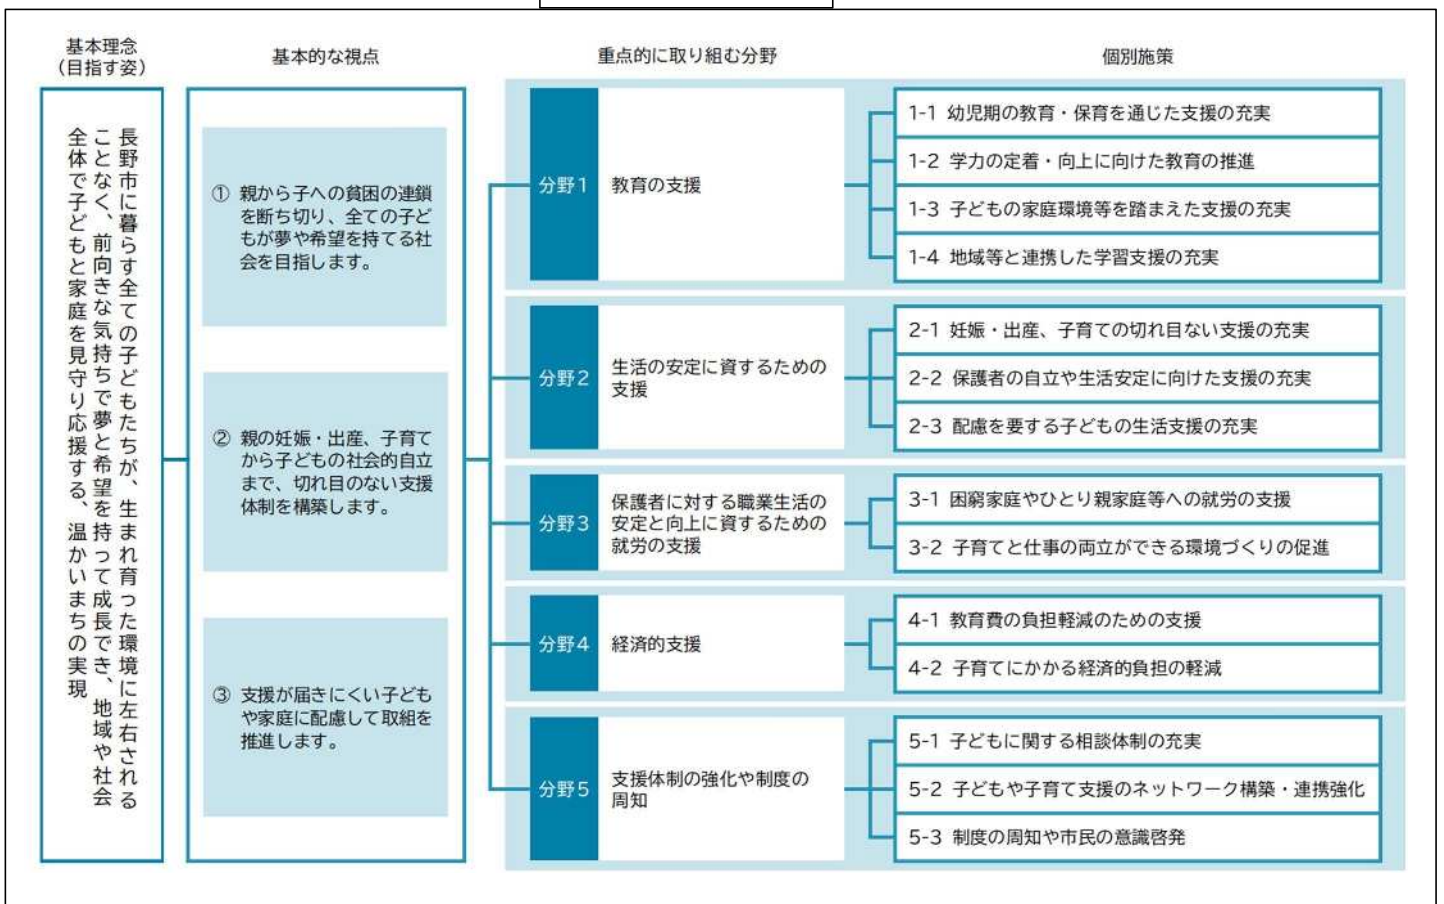 基本理念
（目指す姿）
長野市に暮らす全ての子どもたちが、生まれ育った環境に左右される
ことなく、前向きな気持ちで夢と希望を持って成長でき、地域や社会
全体で子どもと家庭を見守り応援する、温かいまちの実現
基本的な視点
① 親から子への貧困の連鎖
を断ち切り、全ての子ど
もが夢や希望を持てる社
会を目指します。
② 親の妊娠・出産、子育て
から子どもの社会的自立
まで、切れ目のない支援
体制を構築します。
③ 支援が届きにくい子ども
や家庭に配慮して取組を
推進します。
重点的に取り組む分野
個別施策
分野1
教育の支援
1-1 幼児期の教育・保育を通じた支援の充実
1-2 学力の定着・向上に向けた教育の推進
1-3 子どもの家庭環境等を踏まえた支援の充実
1-4 地域等と連携した学習支援の充実
分野2
生活の安定に資するための
支援
2-1 妊娠・出産、子育ての切れ目ない支援の充実
2-2 保護者の自立や生活安定に向けた支援の充実
2-3 配慮を要する子どもの生活支援の充実
分野3
保護者に対する職業生活の
安定と向上に資するための
就労の支援
3-1 困窮家庭やひとり親家庭等への就労の支援
3-2 子育てと仕事の両立ができる環境づくりの促進
分野4
経済的支援
4-1 教育費の負担軽減のための支援
4-2 子育てにかかる経済的負担の軽減
分野5
支援体制の強化や制度の
周知
5-1 子どもに関する相談体制の充実
5-2 子どもや子育て支援のネットワーク構築・連携強化
5-3 制度の周知や市民の意識啓発